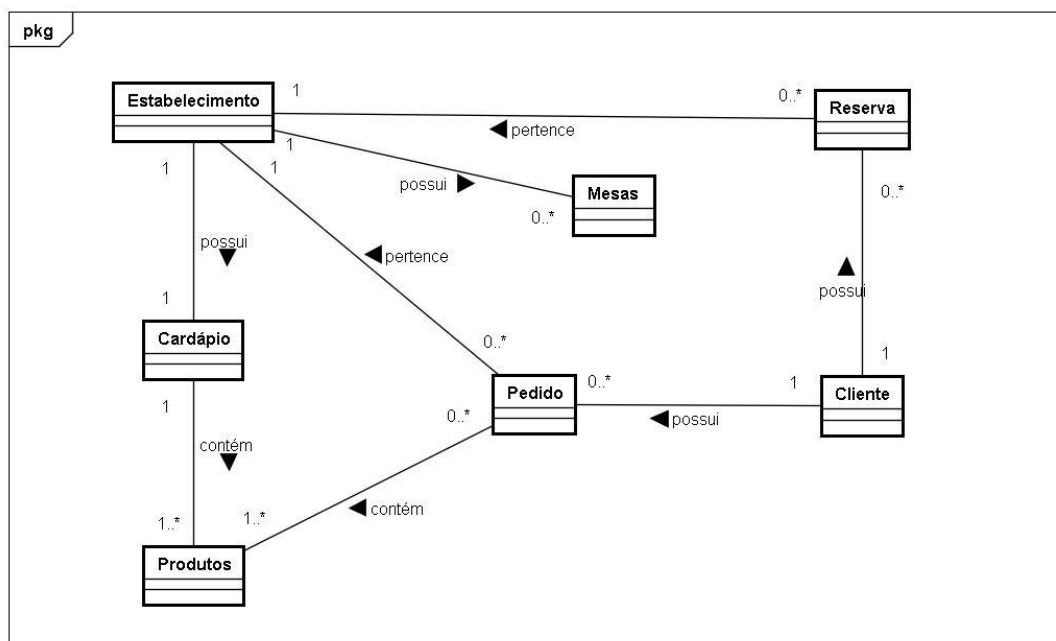 pkg
Estabelecimento
1
0..*
Reserva
pertence
1
possui
Mesas
0..*
0..*
1
1
possui
pertence
possui
1
0..*
1
Cardápio
Pedido
0..*
1
Cliente
possui
1
0..*
contém
contém
1..*
1..*
Produtos